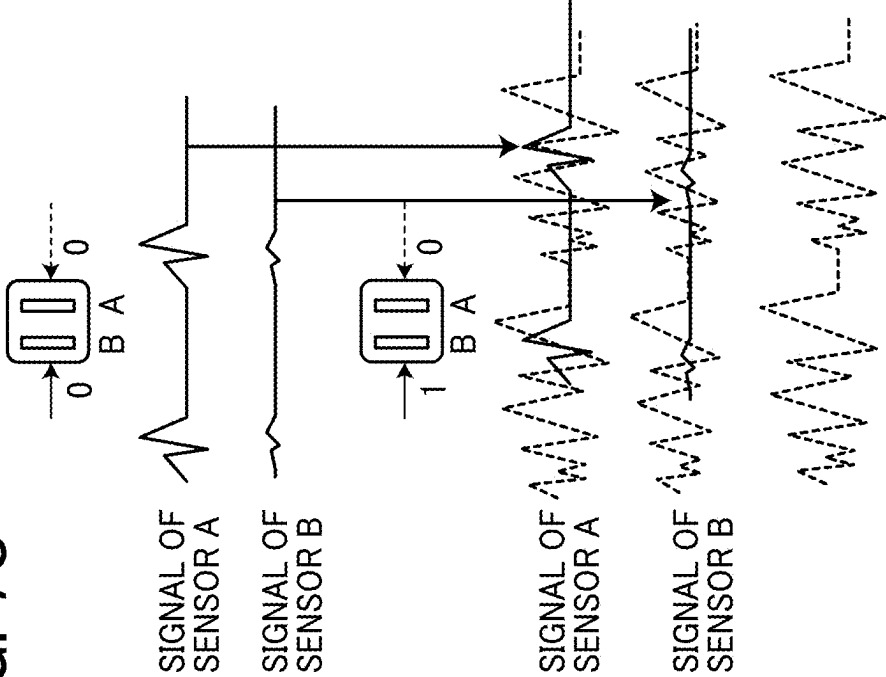 0 0
B A
SIGNAL OF
SENSOR A
SIGNAL OF
SENSOR B
1 0
B A
SIGNAL OF
SENSOR A
SIGNAL OF
SENSOR B